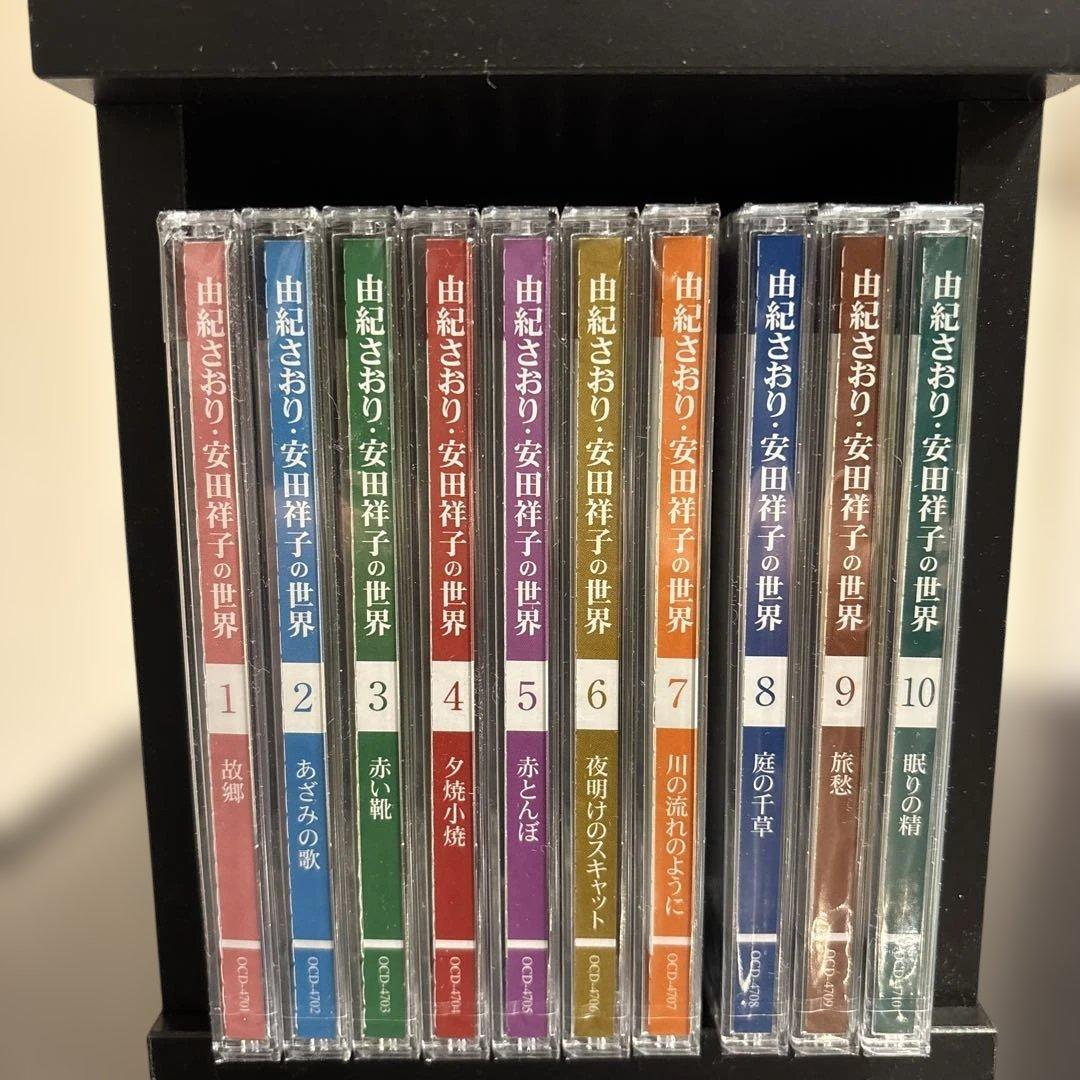 由紀さおり・安田祥子の世界 1 故郷 OCD-4701
由紀さおり・安田祥子の世界 2 あざみの歌 OCD-4702
由紀さおり・安田祥子の世界 3 赤い靴 OCD-4703
由紀さおり・安田祥子の世界 4 夕焼小焼 OCD-4704
由紀さおり・安田祥子の世界 5 赤とんぼ OCD-4705
由紀さおり・安田祥子の世界 6 夜明けのスキャット OCD-4706
由紀さおり・安田祥子の世界 7 川の流れのように OCD-4707
由紀さおり・安田祥子の世界 8 庭の千草 OCD-4708
由紀さおり・安田祥子の世界 9 旅愁 OCD-4709
由紀さおり・安田祥子の世界 10 眠りの精 OCD-4710